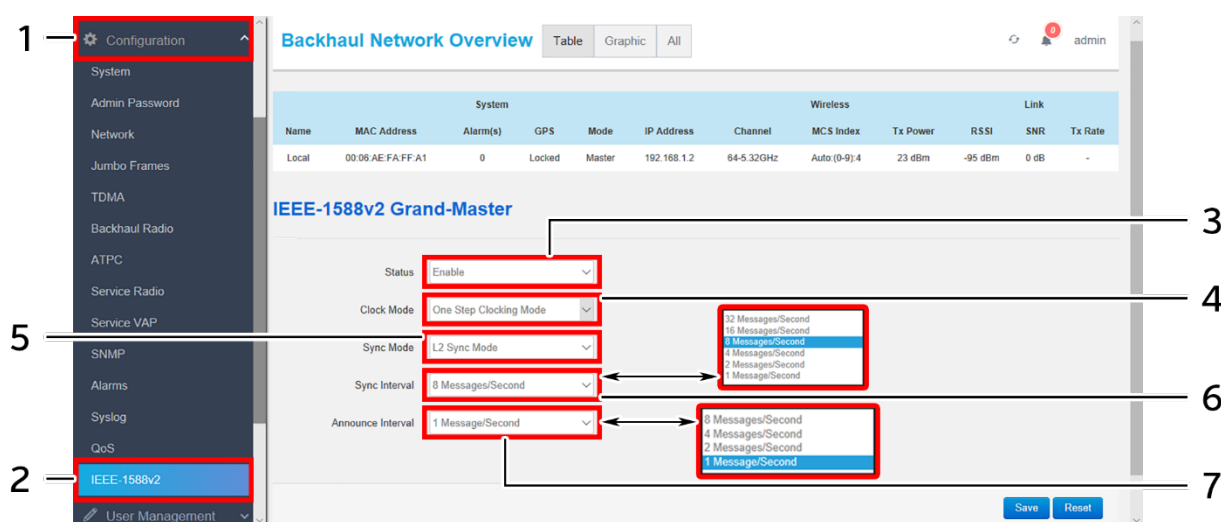 1
Configuration
System
Admin Password
Network
Jumbo Frames
TDMA
Backhaul Radio
ATPC
Service Radio
Service VAP
5
SNMP
Alarms
Syslog
QoS
2
IEEE-1588v2
User Management
Backhaul Network Overview Table Graphic All 0 admin
System Wireless Link
Name MAC Address Alarm(s) GPS Mode IP Address Channel MCS Index Tx Power RSSI SNR Tx Rate
Local 00:06:AE:FA:FF:A1 0 Locked Master 192.168.1.2 64-5.32GHz Auto:(0-9):4 23 dBm -95 dBm 0 dB -
IEEE-1588v2 Grand-Master
3
Status Enable
4
Clock Mode One Step Clocking Mode
Sync Mode L2 Sync Mode
Sync Interval 8 Messages/Second
32 Messages/Second
16 Messages/Second
8 Messages/Second
4 Messages/Second
2 Messages/Second
1 Message/Second
6
Announce Interval 1 Message/Second
8 Messages/Second
4 Messages/Second
2 Messages/Second
1 Message/Second
7
Save Reset